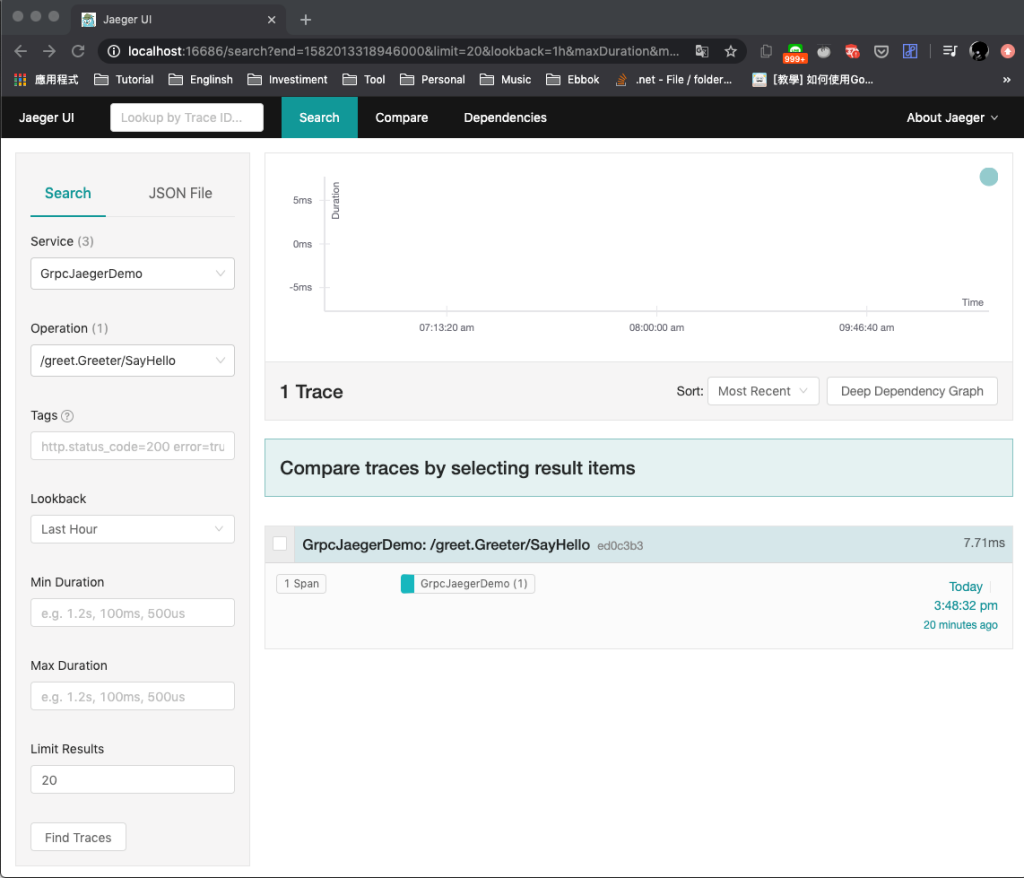 Jaeger UI
localhost:16686/search?end=1582013318946000&limit=20&lookback=1h&maxDuration&m...
999+
應用程式 Tutorial Englinsh Investiment Tool Personal Music Ebbok .net - File / folder... [教學] 如何使用Go... »
Jaeger UI Lookup by Trace ID... Search Compare Dependencies About Jaeger
Search JSON File
Service (3)
GrpcJaegerDemo
Operation (1)
/greet.Greeter/SayHello
Tags ?
http.status_code=200 error=tru
Lookback
Last Hour
Min Duration
e.g. 1.2s, 100ms, 500us
Max Duration
e.g. 1.2s, 100ms, 500us
Limit Results
20
Find Traces
Duration
5ms
0ms
-5ms
Time
07:13:20 am 08:00:00 am 09:46:40 am
1 Trace Sort: Most Recent Deep Dependency Graph
Compare traces by selecting result items
GrpcJaegerDemo: /greet.Greeter/SayHello ed0c3b3 7.71ms
1 Span GrpcJaegerDemo (1) Today
3:48:32 pm
20 minutes ago